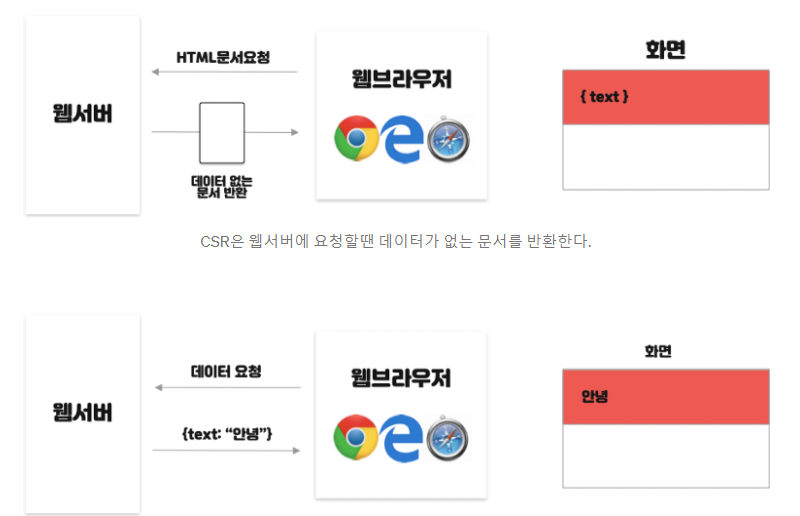 HTML문서요청
화면
웹서버
웹브라우저
{ text }
데이터 없는
문서 반환
CSR은 웹서버에 요청할땐 데이터가 없는 문서를 반환한다.
화면
데이터 요청
웹브라우저
안녕
웹서버
{text: “안녕”}